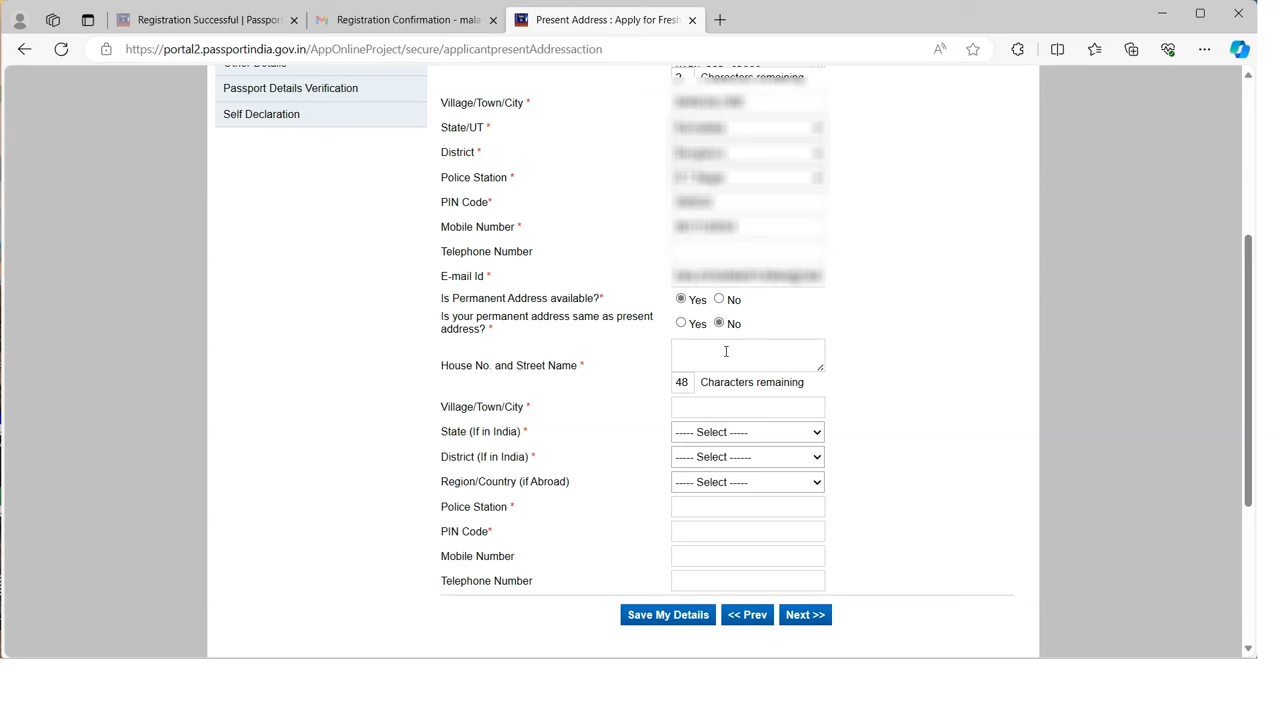 Registration Successful | Passpor
Registration Confirmation - mala
Present Address : Apply for Fresh
https://portal2.passportindia.gov.in/AppOnlineProject/secure/applicantpresentAddressaction
Passport Details Verification
Self Declaration
Characters remaining
Village/Town/City *
State/UT *
District *
Police Station *
PIN Code*
Mobile Number *
Telephone Number
E-mail Id *
Is Permanent Address available?* Yes No
Is your permanent address same as present
address? * Yes No
House No. and Street Name *
48 Characters remaining
Village/Town/City *
State (If in India) * ----- Select -----
District (If in India) * ----- Select ------
Region/Country (if Abroad) ----- Select -----
Police Station *
PIN Code*
Mobile Number
Telephone Number
Save My Details << Prev Next >>